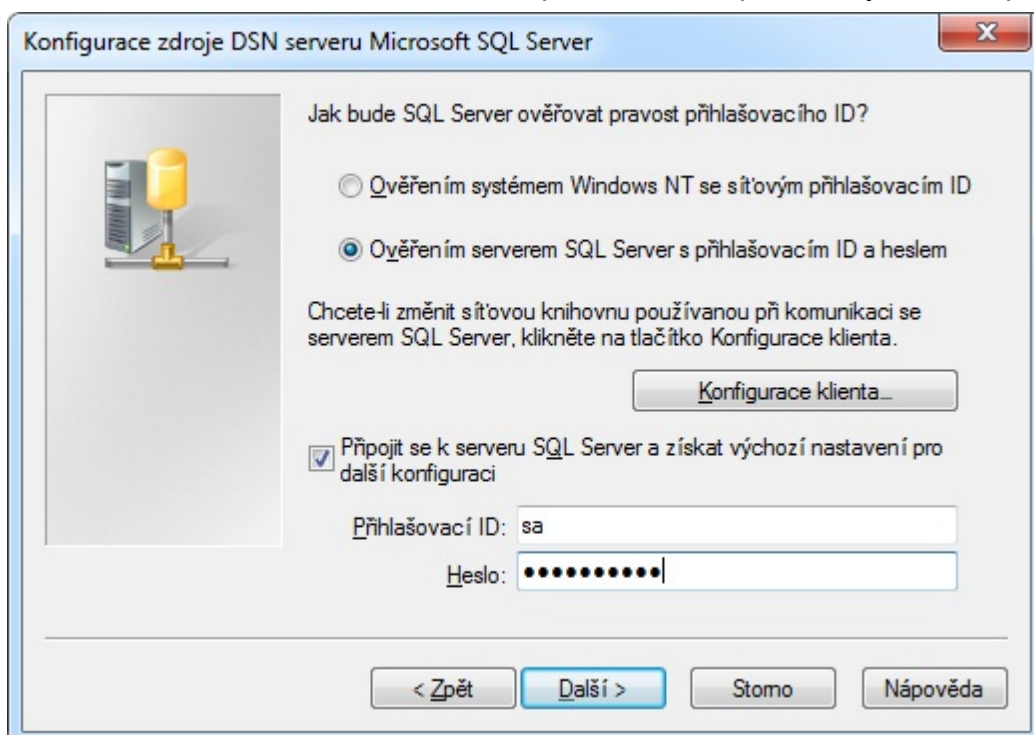 Konfigurace zdroje DSN serveru Microsoft SQL Server
Jak bude SQL Server ověřovat pravost přihlašovacího ID?
Ověřením systémem Windows NT se síťovým přihlašovacím ID
Ověřením serverem SQL Server s přihlašovacím ID a heslem
Chcete-li změnit síťovou knihovnu používanou při komunikaci se
serverem SQL Server, klikněte na tlačítko Konfigurace klienta.
Konfigurace klienta...
Připojit se k serveru SQL Server a získat výchozí nastavení pro
další konfiguraci
Přihlašovací ID: sa
Heslo: ●●●●●●●●●●
< Zpět Další > Storno Nápověda